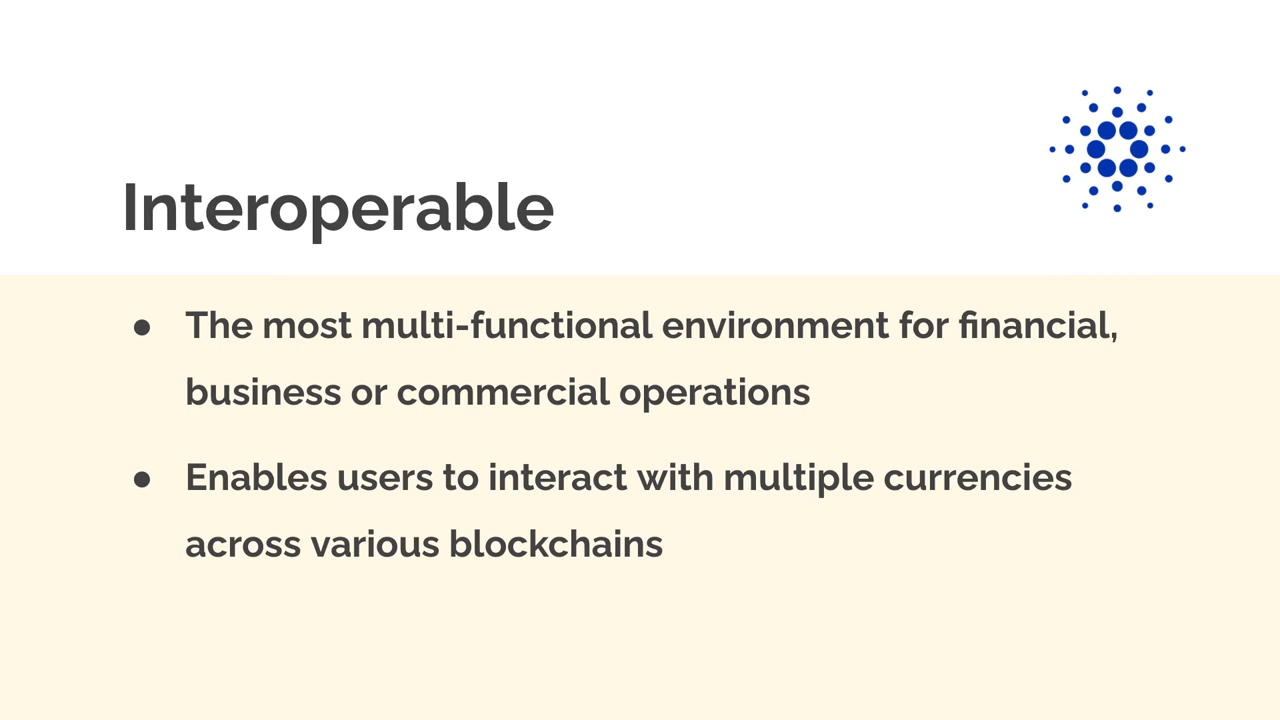 Interoperable
● The most multi-functional environment for financial,
business or commercial operations
● Enables users to interact with multiple currencies
across various blockchains